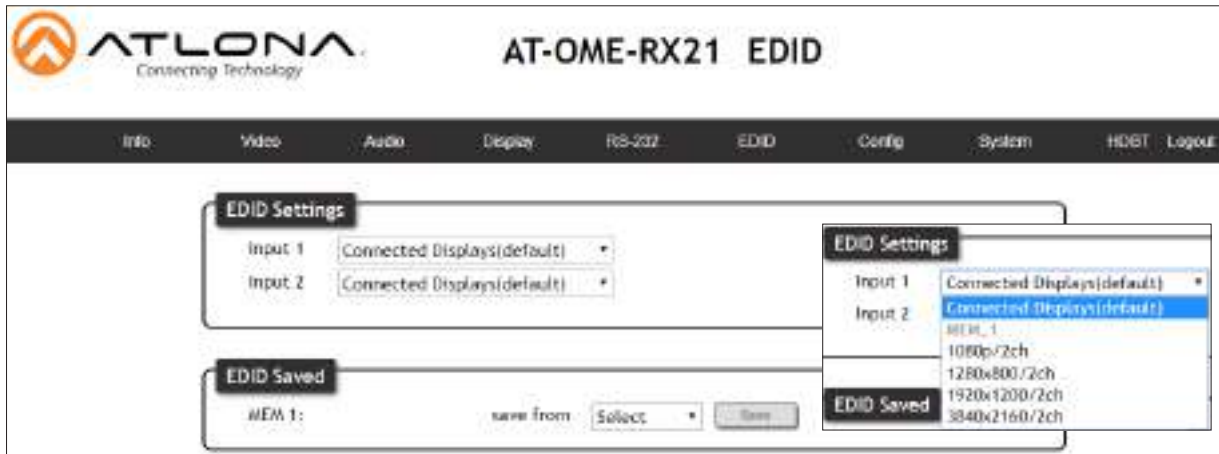 ATLONA.
Connecting Technology
AT-OME-RX21 EDID
Info Video Audio Display RS-232 EDID Config System HDBT Logout
EDID Settings
Input 1 Connected Displays(default)
Input 2 Connected Displays(default)
EDID Saved
MEM 1: save from Select Save
EDID Settings
Input 1 Connected Displays(default)
Input 2
Connected Displays(default)
MEM_1
1080p/2ch
1280x800/2ch
1920x1200/2ch
3840x2160/2ch
EDID Saved